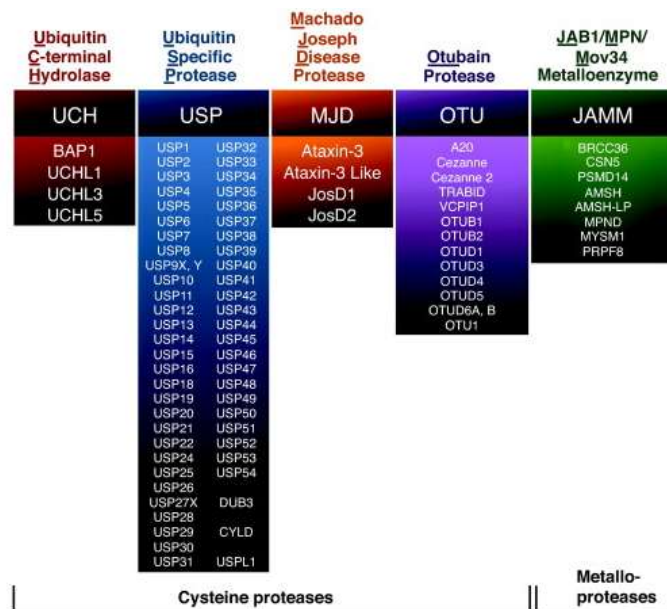 Ubiquitin
C-terminal
Hydrolase
UCH
BAP1
UCHL1
UCHL3
UCHL5
Ubiquitin
Specific
Protease
USP
USP1 USP32
USP2 USP33
USP3 USP34
USP4 USP35
USP5 USP36
USP6 USP37
USP7 USP38
USP8 USP39
USP9X, Y USP40
USP10 USP41
USP11 USP42
USP12 USP43
USP13 USP44
USP14 USP45
USP15 USP46
USP16 USP47
USP18 USP48
USP19 USP49
USP20 USP50
USP21 USP51
USP22 USP52
USP24 USP53
USP25 USP54
USP26
USP27X DUB3
USP28
USP29 CYLD
USP30
USP31 USPL1
Machado
Joseph
Disease
Protease
MJD
Ataxin-3
Ataxin-3 Like
JosD1
JosD2
Otubain
Protease
OTU
A20
Cezanne
Cezanne 2
TRABID
VCPIP1
OTUB1
OTUB2
OTUD1
OTUD3
OTUD4
OTUD5
OTUD6A, B
OTU1
JAB1/MPN/
Mov34
Metalloenzyme
JAMM
BRCC36
CSN5
PSMD14
AMSH
AMSH-LP
MPND
MYSM1
PRPF8
Cysteine proteases
Metallo-
proteases